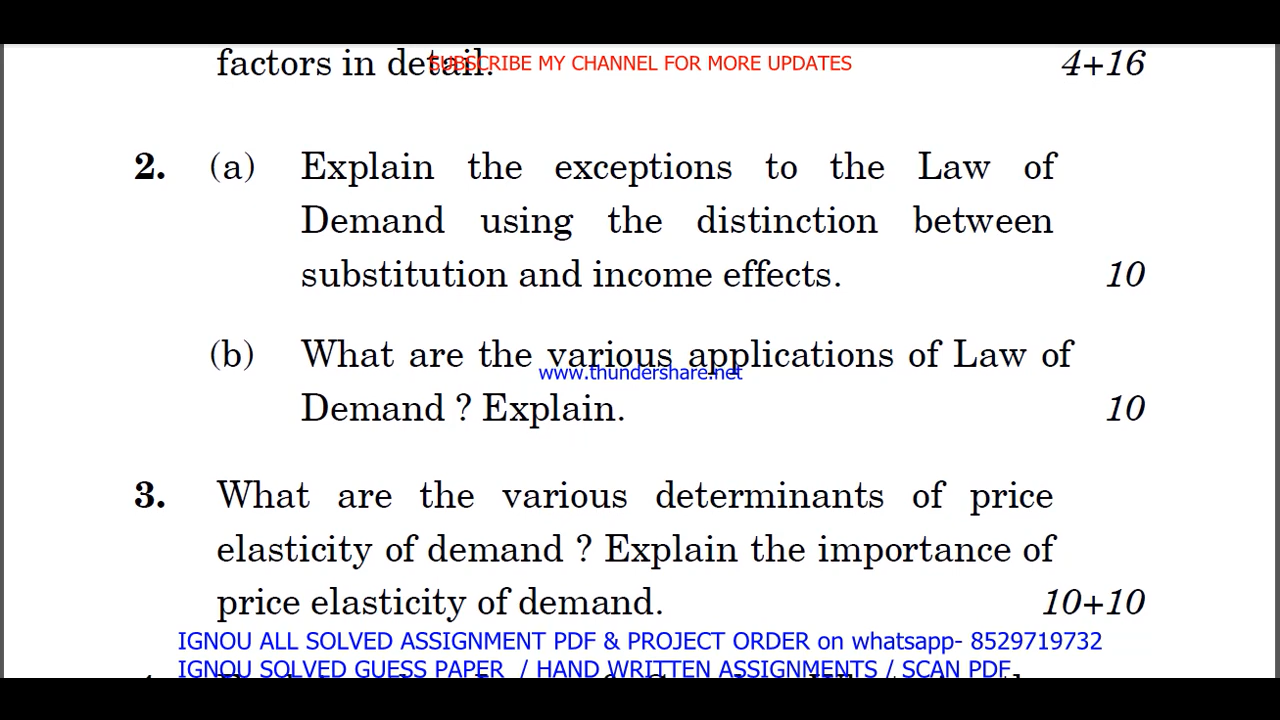 factors in detail. 4+16
SUBSCRIBE MY CHANNEL FOR MORE UPDATES
2. (a) Explain the exceptions to the Law of
Demand using the distinction between
substitution and income effects. 10
(b) What are the various applications of Law of
www.thundershare.net
Demand ? Explain. 10
3. What are the various determinants of price
elasticity of demand ? Explain the importance of
price elasticity of demand. 10+10
IGNOU ALL SOLVED ASSIGNMENT PDF & PROJECT ORDER on whatsapp- 8529719732
IGNOU SOLVED GUESS PAPER / HAND WRITTEN ASSIGNMENTS / SCAN PDF